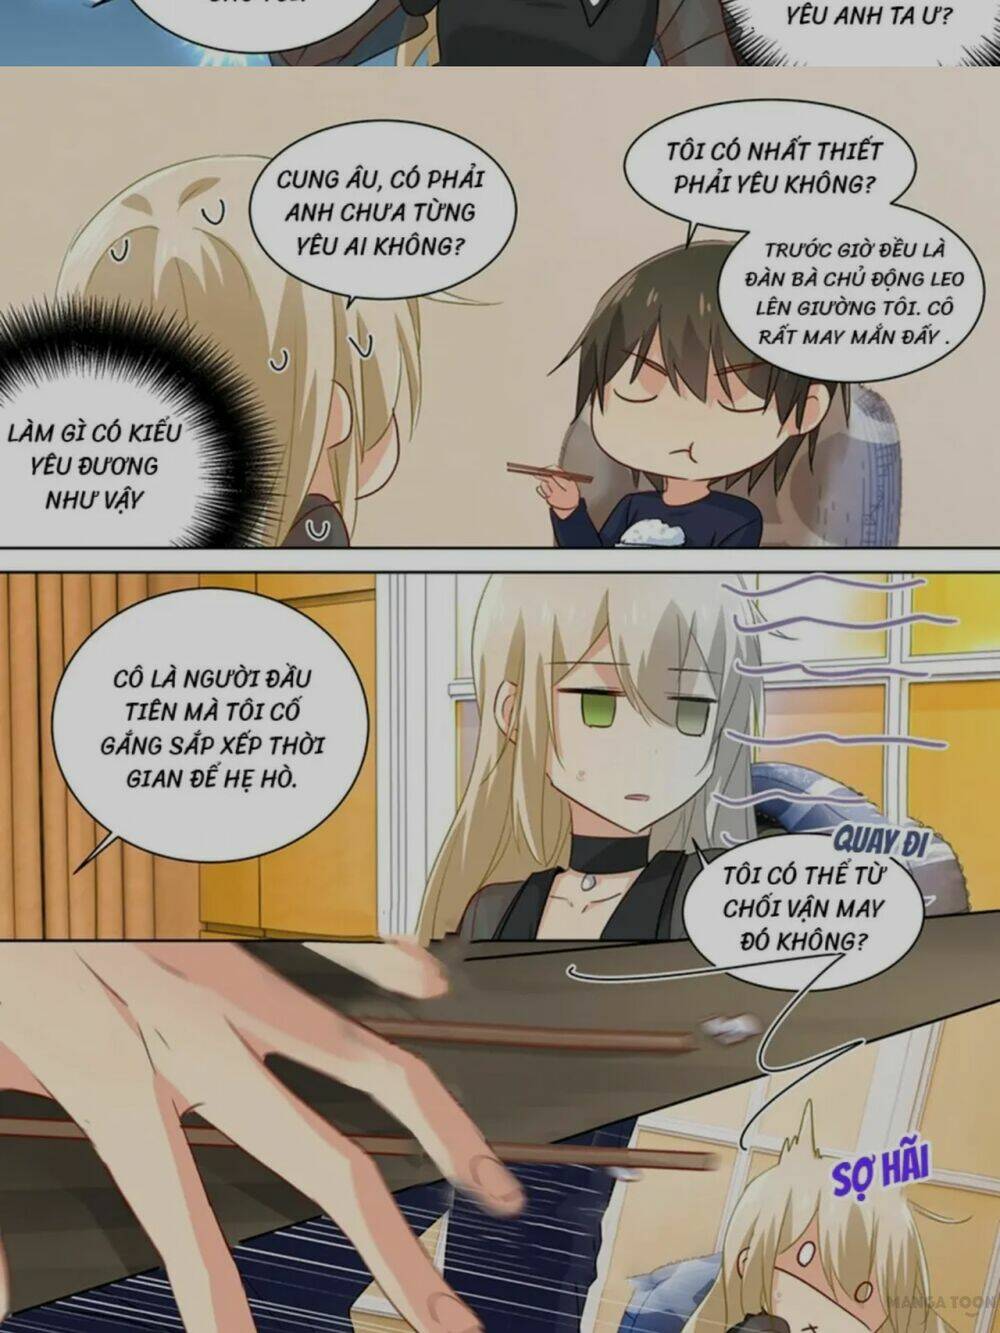 YÊU ANH TA Ư?
TÔI CÓ NHẤT THIẾT
PHẢI YÊU KHÔNG?
CUNG ÂU, CÓ PHẢI
ANH CHƯA TỪNG
YÊU AI KHÔNG?
TRƯỚC GIỜ ĐỀU LÀ
ĐÀN BÀ CHỦ ĐỘNG LEO
LÊN GIƯỜNG TÔI. CÔ
RẤT MAY MẮN ĐẤY .
LÀM GÌ CÓ KIỂU
YÊU ĐƯƠNG
NHƯ VẬY
CÔ LÀ NGƯỜI ĐẦU
TIÊN MÀ TÔI CỐ
GẮNG SẮP XẾP THỜI
GIAN ĐỂ HẸ HÒ.
QUAY ĐI
TÔI CÓ THỂ TỪ
CHỐI VẬN MAY
ĐÓ KHÔNG?
SỢ HÃI
MANGA TOON